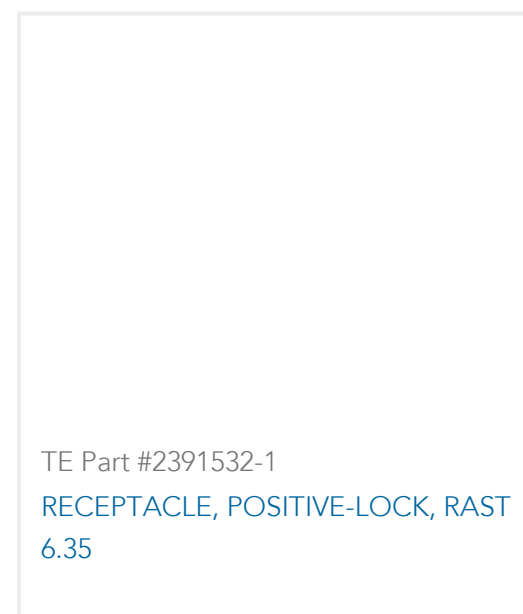 TE Part #2391532-1
RECEPTACLE, POSITIVE-LOCK, RAST
6.35